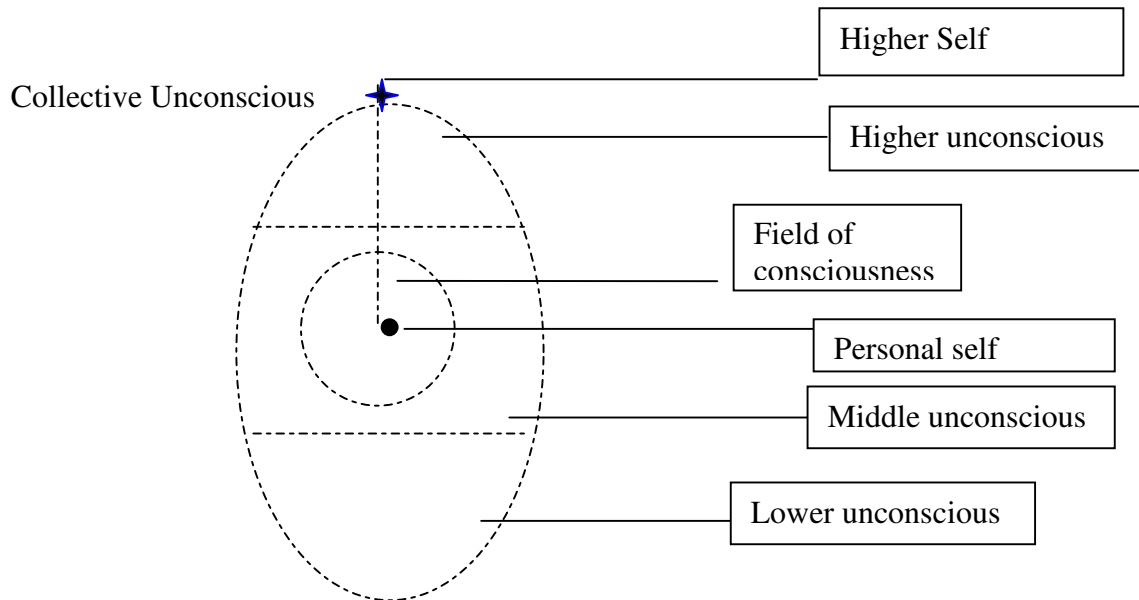 Higher Self
Collective Unconscious
Higher unconscious
Field of
consciousness
Personal self
Middle unconscious
Lower unconscious